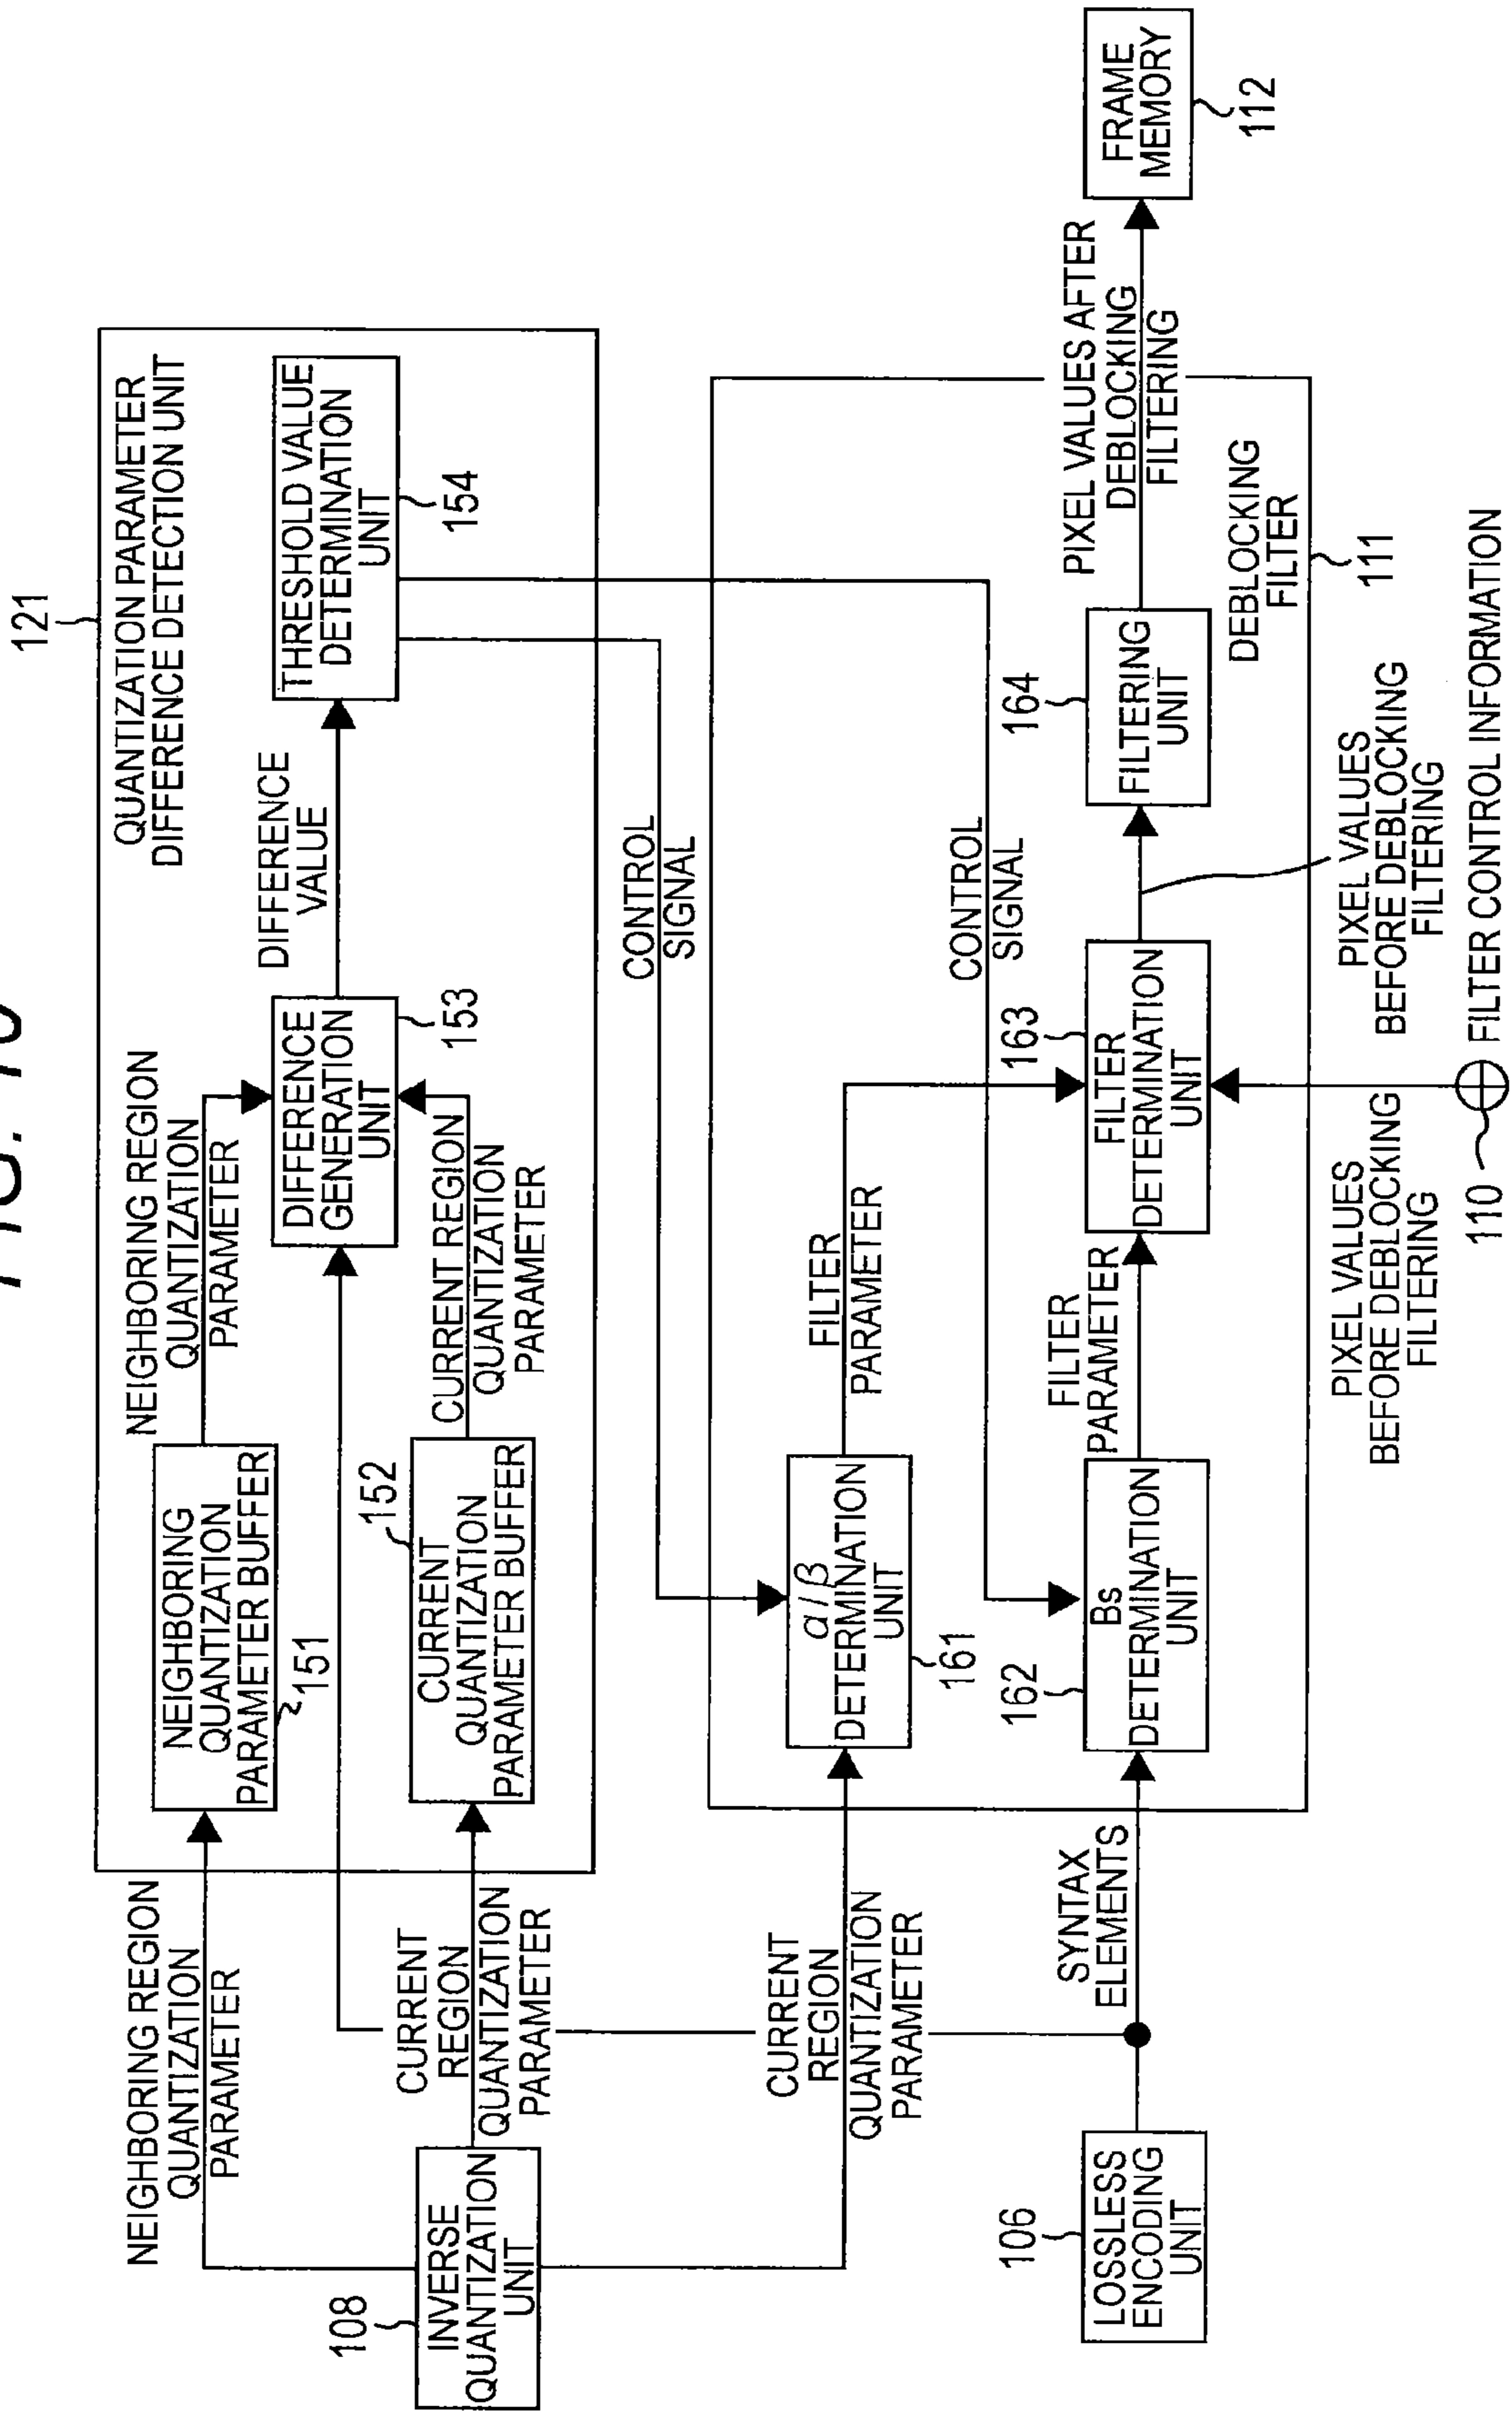 121
QUANTIZATION PARAMETER
DIFFERENCE DETECTION UNIT
NEIGHBORING REGION
QUANTIZATION
PARAMETER
NEIGHBORING
QUANTIZATION
PARAMETER BUFFER
151
NEIGHBORING REGION
QUANTIZATION
PARAMETER
DIFFERENCE
GENERATION
UNIT
153
DIFFERENCE
VALUE
THRESHOLD VALUE
DETERMINATION
UNIT
154
108
INVERSE
QUANTIZATION
UNIT
CURRENT
REGION
QUANTIZATION
PARAMETER
152
CURRENT
QUANTIZATION
PARAMETER BUFFER
CURRENT REGION
QUANTIZATION
PARAMETER
CONTROL
SIGNAL
CURRENT
REGION
QUANTIZATION
PARAMETER
α/β
DETERMINATION
UNIT
161
FILTER
PARAMETER
CONTROL
SIGNAL
106
LOSSLESS
ENCODING
UNIT
SYNTAX
ELEMENTS
162
Bs
DETERMINATION
UNIT
FILTER
PARAMETER
163
FILTER
DETERMINATION
UNIT
164
FILTERING
UNIT
PIXEL VALUES AFTER
DEBLOCKING
FILTERING
FRAME
MEMORY
112
DEBLOCKING
FILTER
111
PIXEL VALUES
BEFORE DEBLOCKING
FILTERING
PIXEL VALUES
BEFORE DEBLOCKING
FILTERING
110
FILTER CONTROL INFORMATION